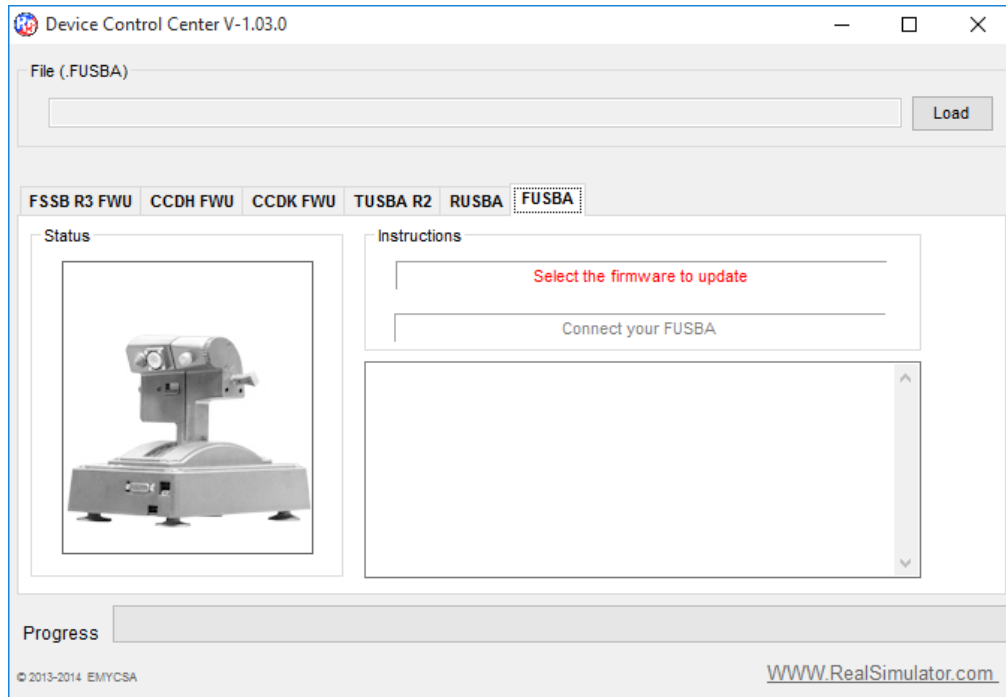 Device Control Center V-1.03.0
File (.FUSBA)
Load
FSSB R3 FWU CCDH FWU CCDK FWU TUSBA R2 RUSBA FUSBA
Status
Instructions
Select the firmware to update
Connect your FUSBA
Progress
© 2013-2014 EMYCSA
WWW.RealSimulator.com